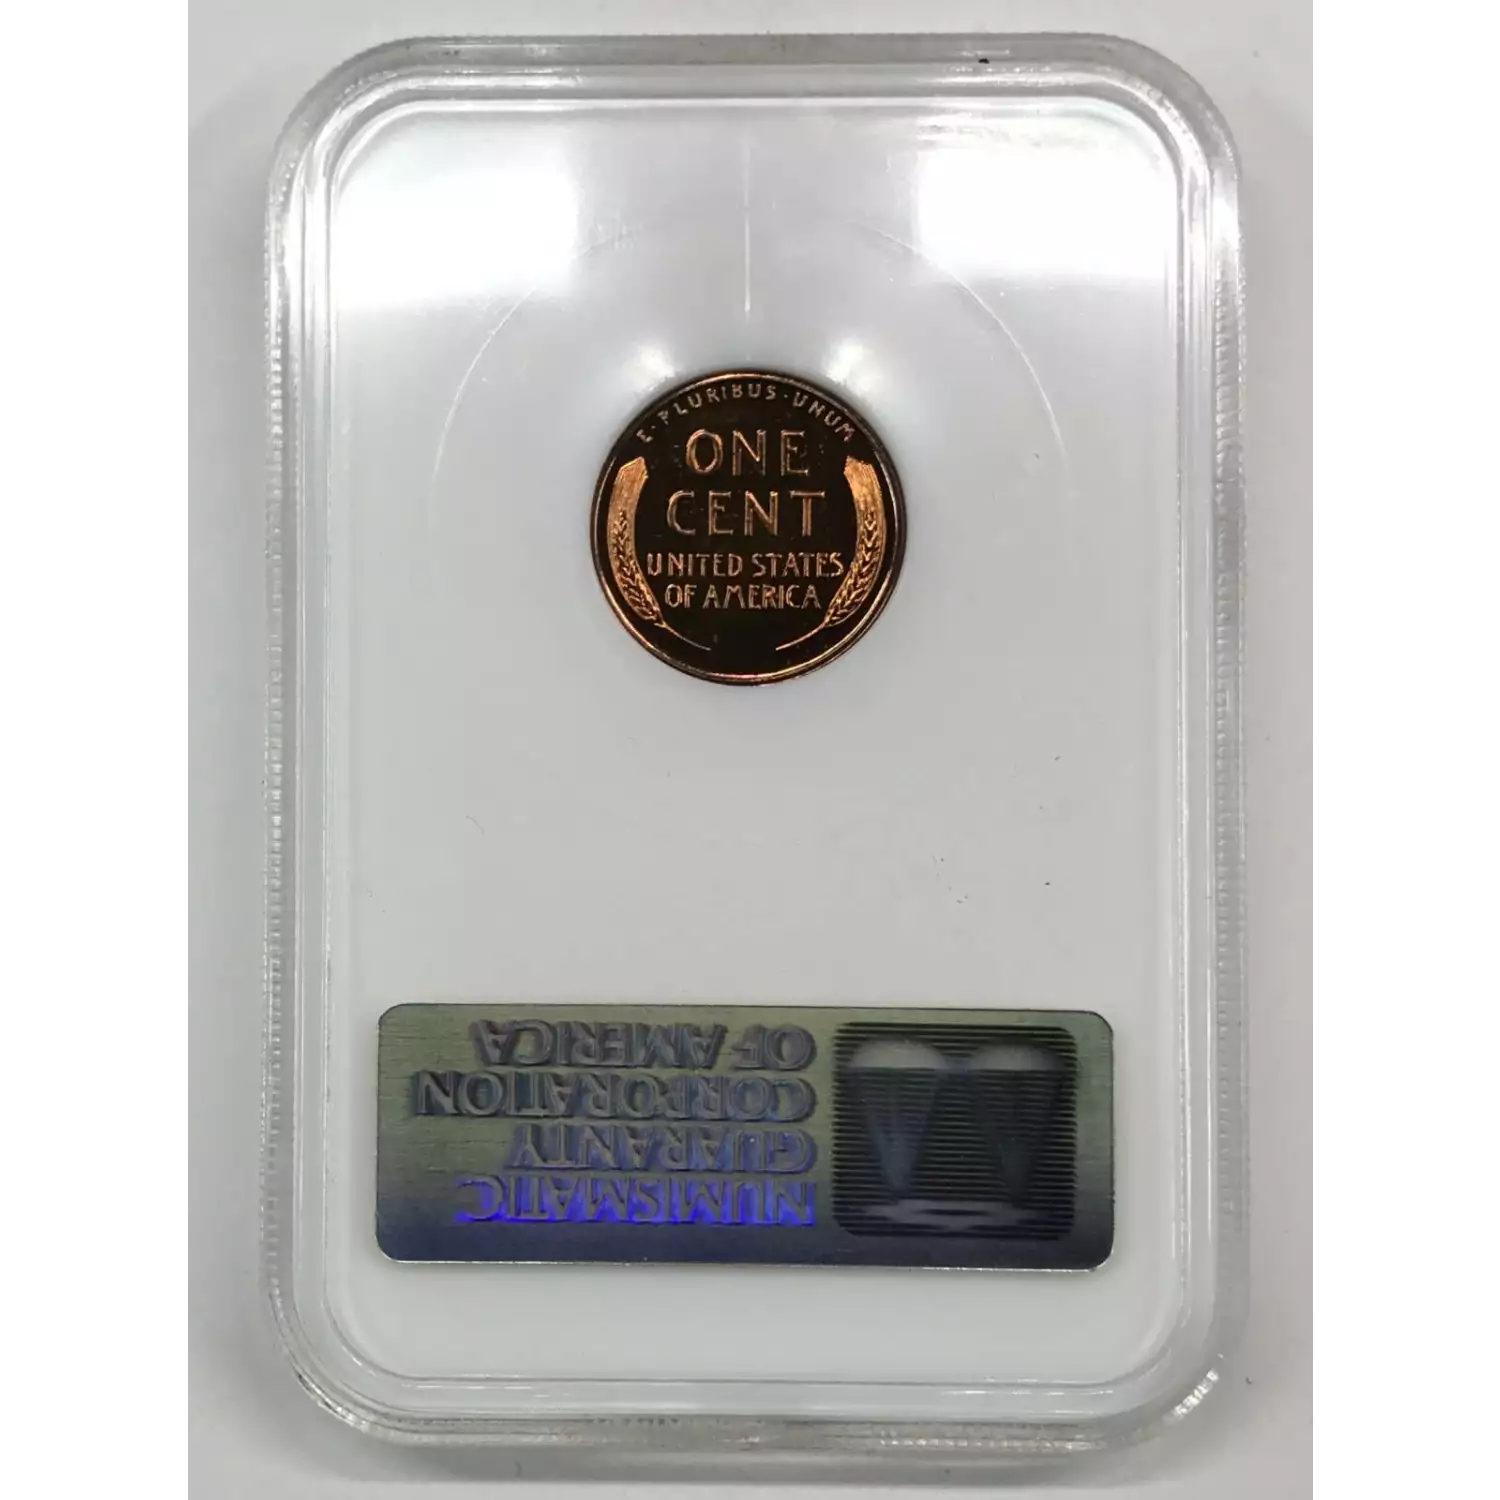 E · PLURIBUS · UNUM
ONE
CENT
UNITED STATES
OF AMERICA
NUMISMATIC
GUARANTY
CORPORATION
OF AMERICA